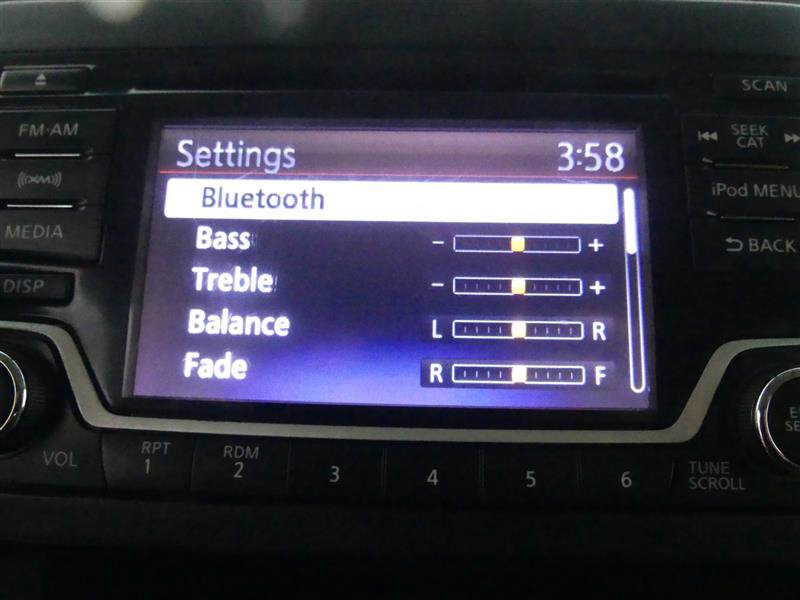 SCAN
FM·AM
SEEK
CAT
XM
iPod MENU
MEDIA
BACK
DISP
Settings 3:58
Bluetooth
Bass - +
Treble - +
Balance L R
Fade R F
VOL
RPT
1
RDM
2
3
4
5
6
TUNE
SCROLL